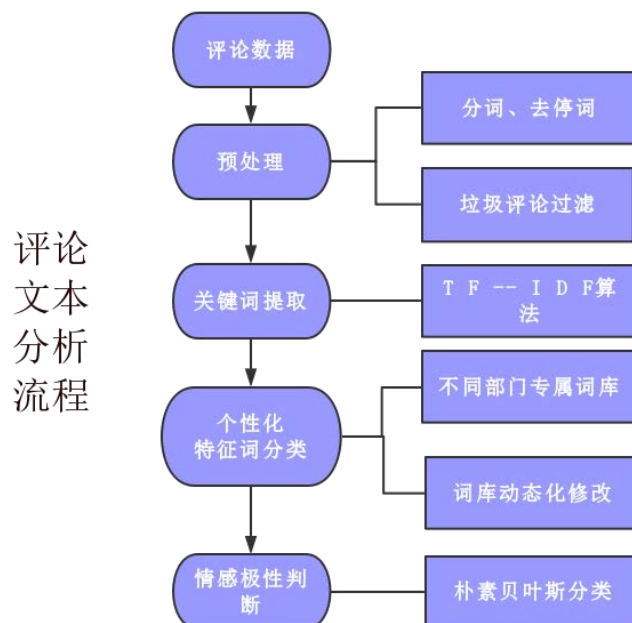 评论
文本
分析
流程
评论数据
预处理
分词、去停词
垃圾评论过滤
关键词提取
T F -- I D F算
法
个性化
特征词分类
不同部门专属词库
词库动态化修改
情感极性判
断
朴素贝叶斯分类